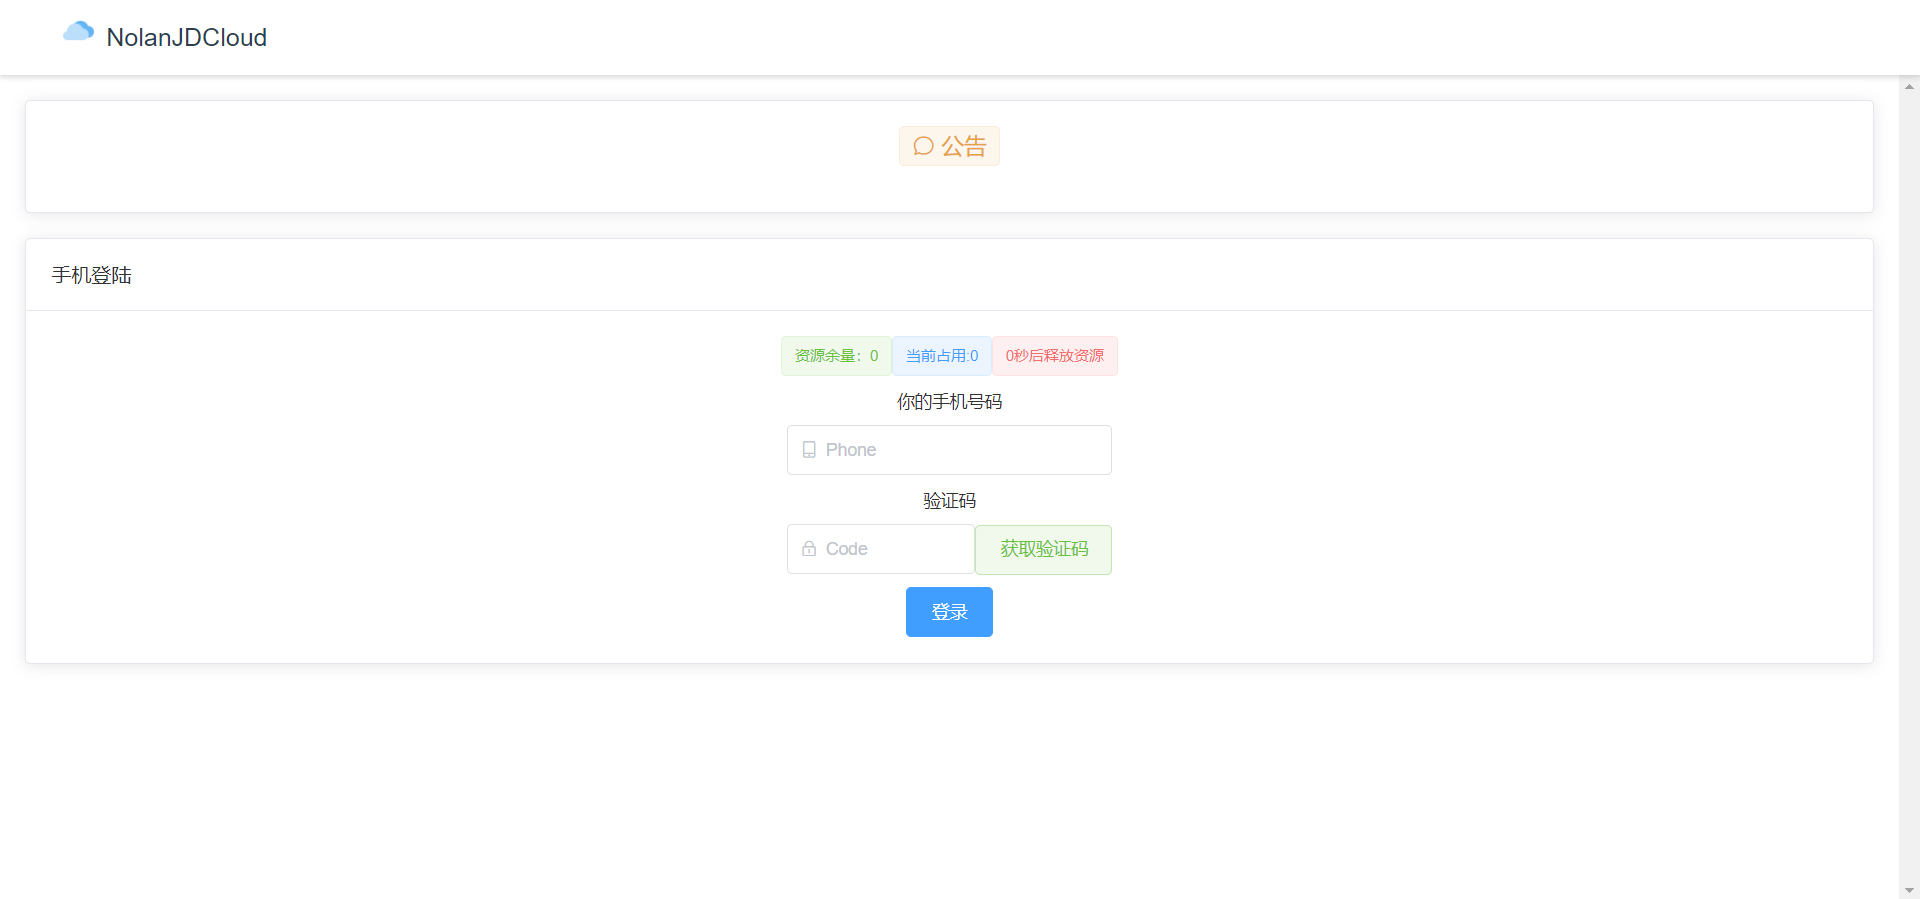 NolanJDCloud
公告
手机登陆
资源余量：0 当前占用:0 0秒后释放资源
你的手机号码
Phone
验证码
Code 获取验证码
登录